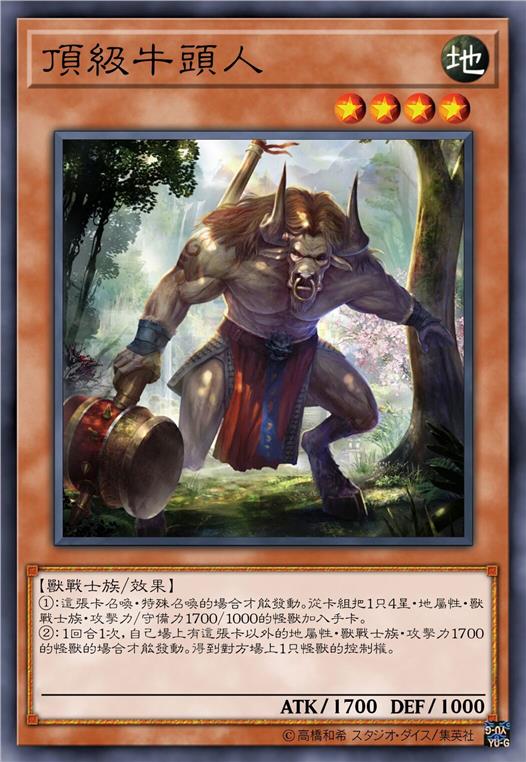 頂級牛頭人
地
【獸戰士族/效果】
①:這張卡召喚・特殊召喚的場合才能發動。從卡組把1只4星・地屬性・獸
戰士族・攻擊力/守備力1700/1000的怪獸加入手卡。
②:1回合1次,自己場上有這張卡以外的地屬性・獸戰士族・攻擊力1700
的怪獸的場合才能發動。得到對方場上1只怪獸的控制權。
ATK/1700 DEF/1000
©高橋和希 スタジオ・ダイス/集英社
YU-G